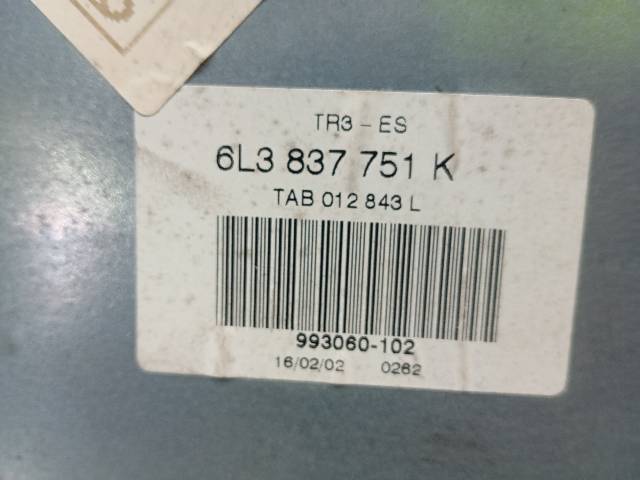 TR3 - ES
6L3 837 751 K
TAB 012 843 L
993060-102
16/02/02 0262